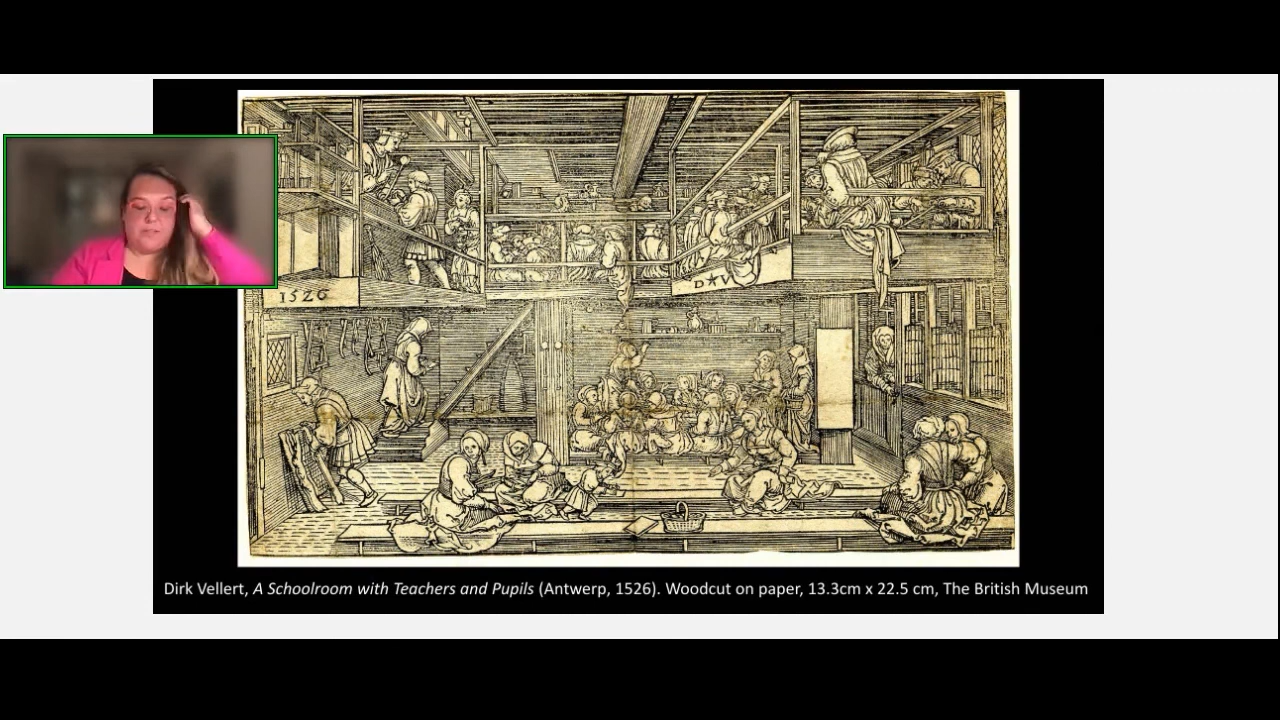 1526
D★V
Dirk Vellert, A Schoolroom with Teachers and Pupils (Antwerp, 1526). Woodcut on paper, 13.3cm x 22.5 cm, The British Museum